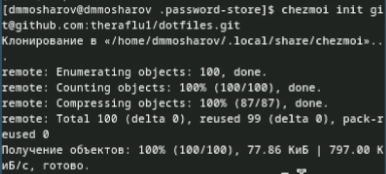 [dmmosharov@dmmosharov .password-store]$ chezmoi init gi
t@github.com:theraflu1/dotfiles.git
Клонирование в «/home/dmmosharov/.local/share/chezmoi»..
.
remote: Enumerating objects: 100, done.
remote: Counting objects: 100% (100/100), done.
remote: Compressing objects: 100% (87/87), done.
remote: Total 100 (delta 0), reused 99 (delta 0), pack-r
eused 0
Получение объектов: 100% (100/100), 77.86 КиБ | 797.00 К
иБ/с, готово.